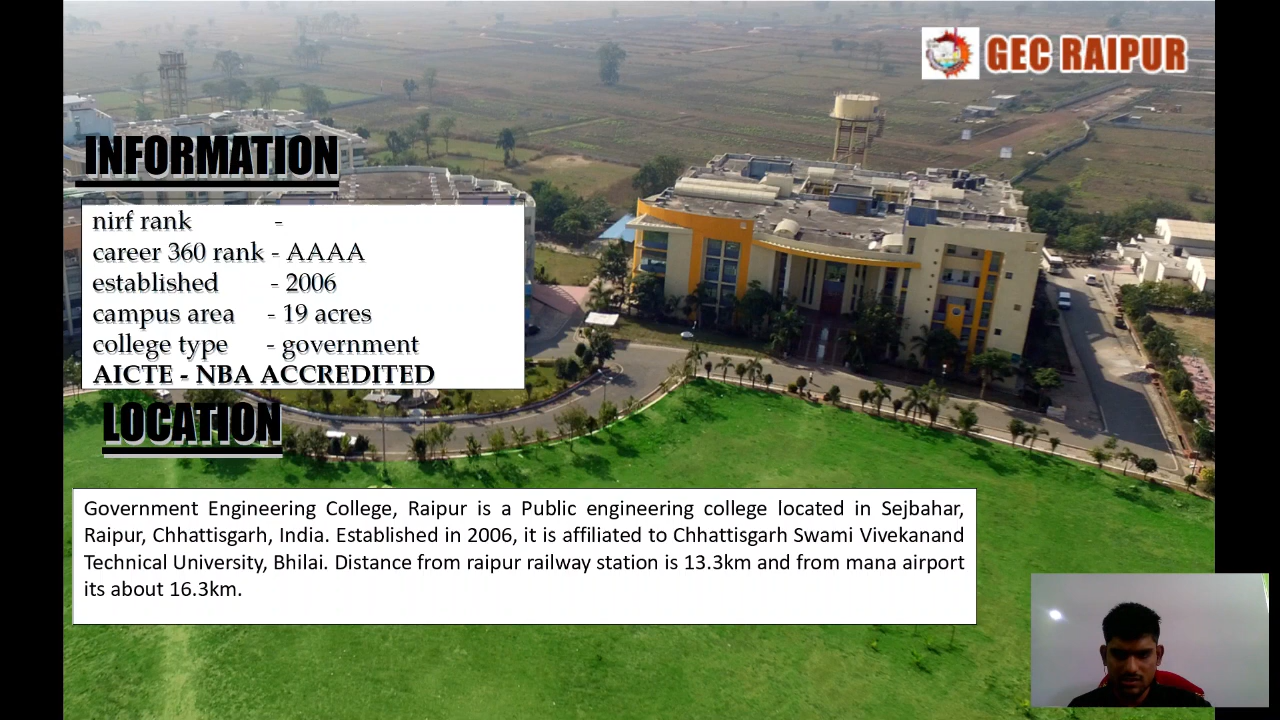 GEC RAIPUR
INFORMATION
nirf rank -
career 360 rank - AAAA
established - 2006
campus area - 19 acres
college type - government
AICTE - NBA ACCREDITED
LOCATION
Government Engineering College, Raipur is a Public engineering college located in Sejbahar,
Raipur, Chhattisgarh, India. Established in 2006, it is affiliated to Chhattisgarh Swami Vivekanand
Technical University, Bhilai. Distance from raipur railway station is 13.3km and from mana airport
its about 16.3km.